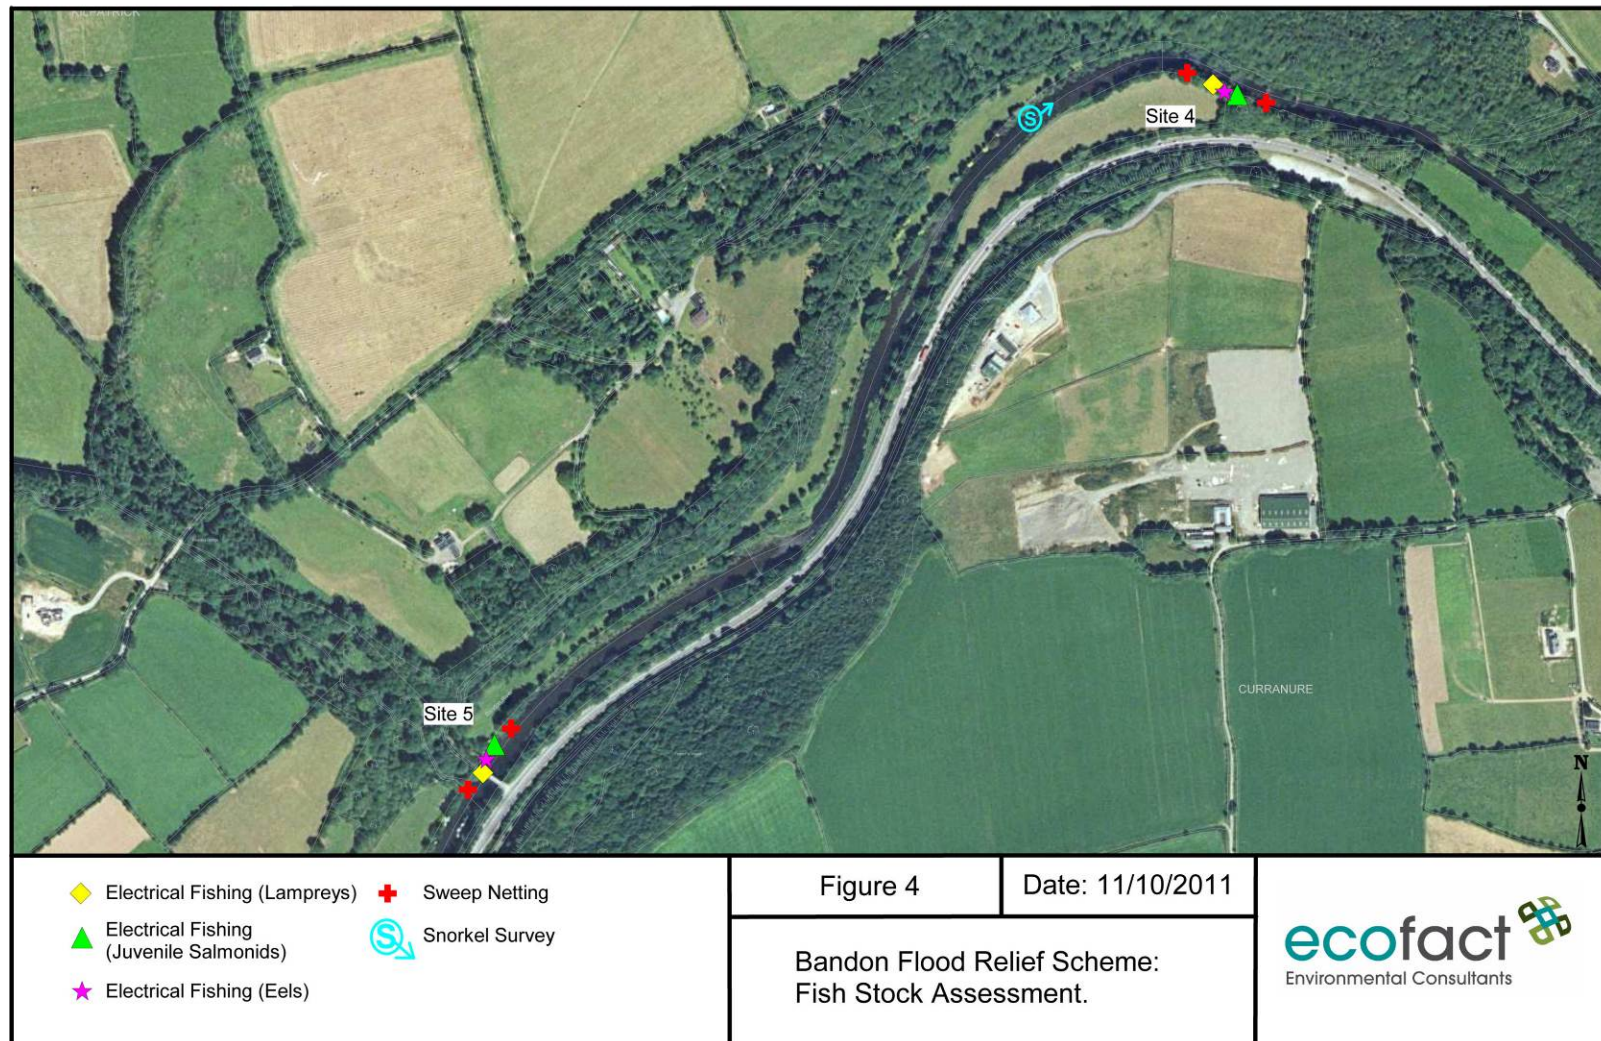 KILPATRICK
Site 4
CURRANURE
Site 5
N
Electrical Fishing (Lampreys)
Sweep Netting
Electrical Fishing
(Juvenile Salmonids)
S
Snorkel Survey
Electrical Fishing (Eels)
Figure 4
Date: 11/10/2011
Bandon Flood Relief Scheme:
Fish Stock Assessment.
ecofact
Environmental Consultants